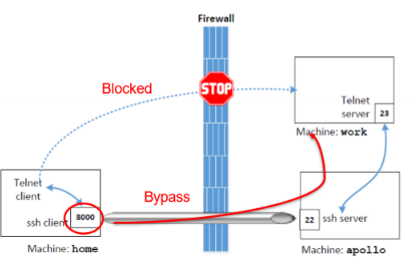 Firewall
Blocked
STOP
Telnet
server
23
Machine: work
Telnet
client
ssh client
8000
Bypass
22
ssh server
Machine: home
Machine: apollo